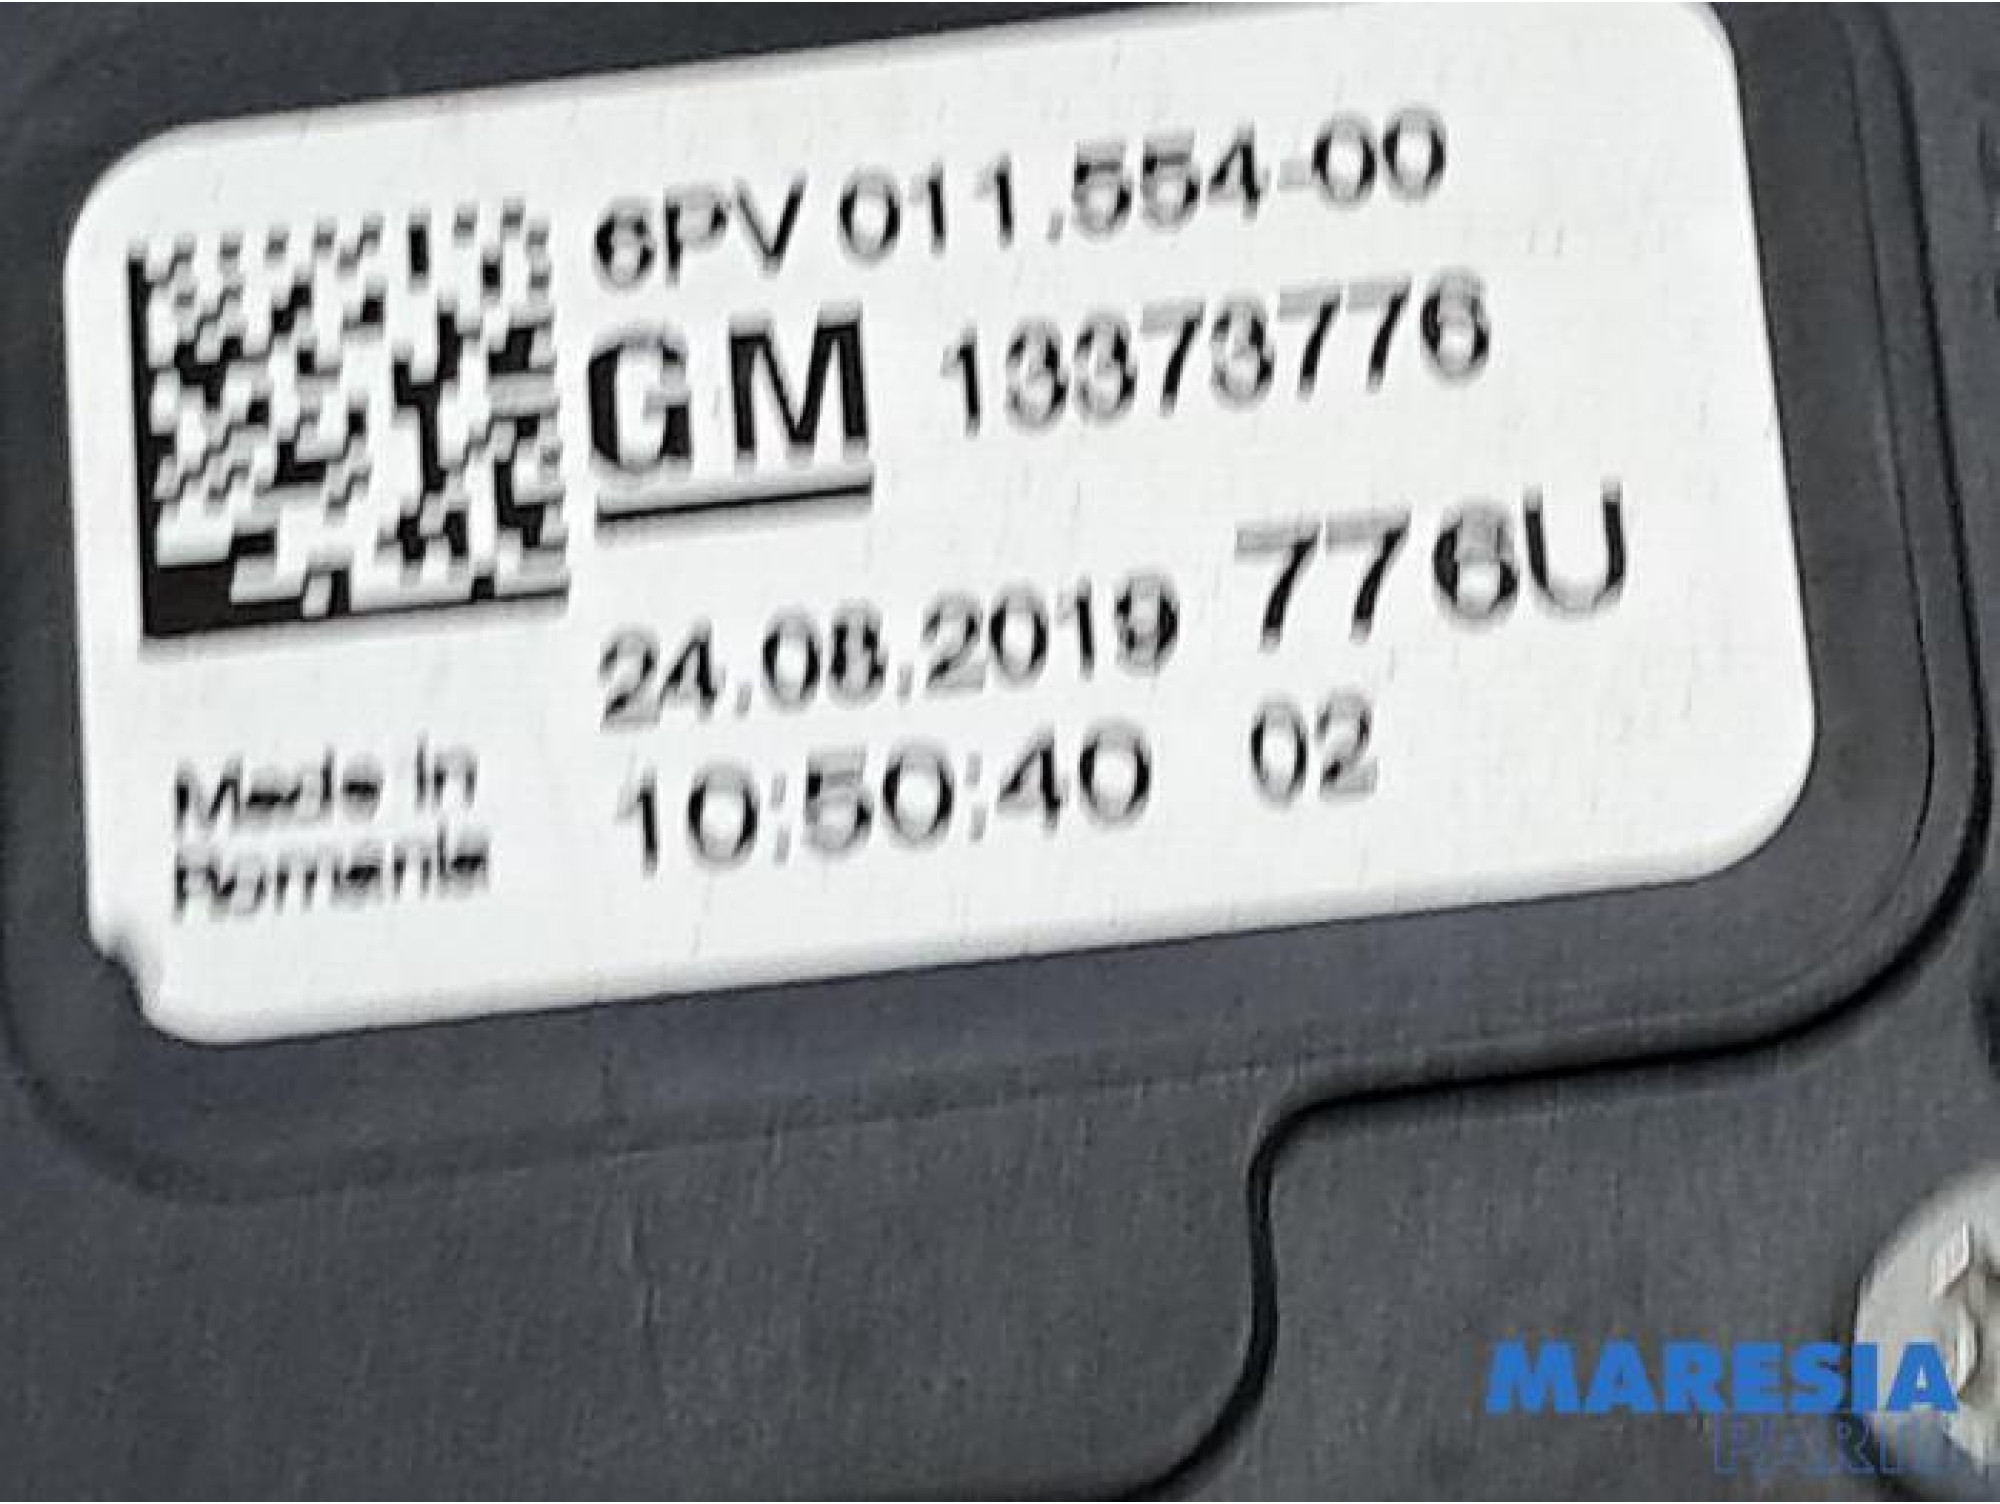 6PV 011.554-00
GM 13373776
24.08.2019 776U
10:50:40 02
Made in
Romania
MARESIA
PARTS